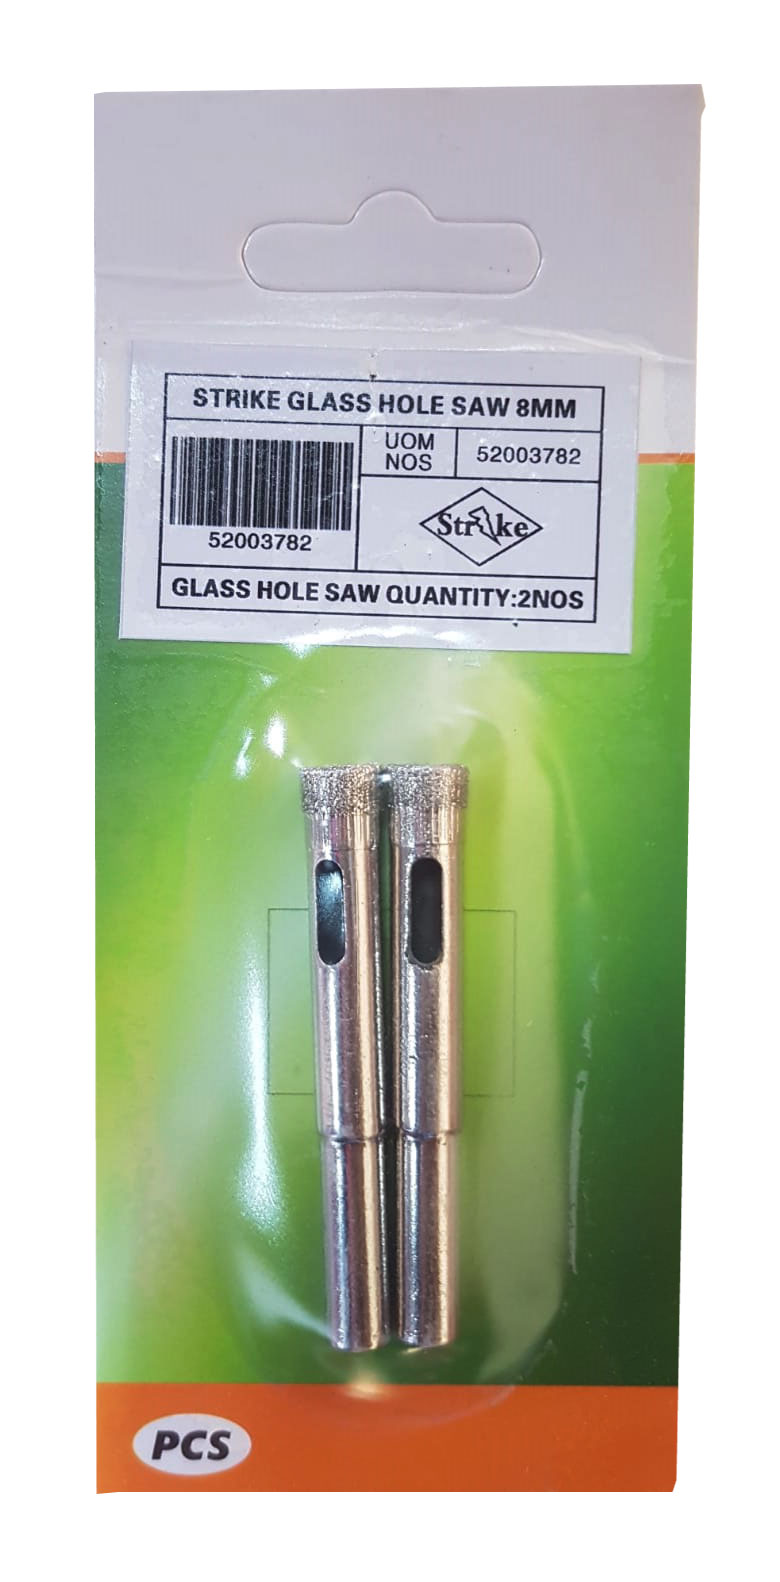 STRIKE GLASS HOLE SAW 8MM
UOM
NOS
52003782
52003782
Strike
GLASS HOLE SAW QUANTITY:2NOS
PCS